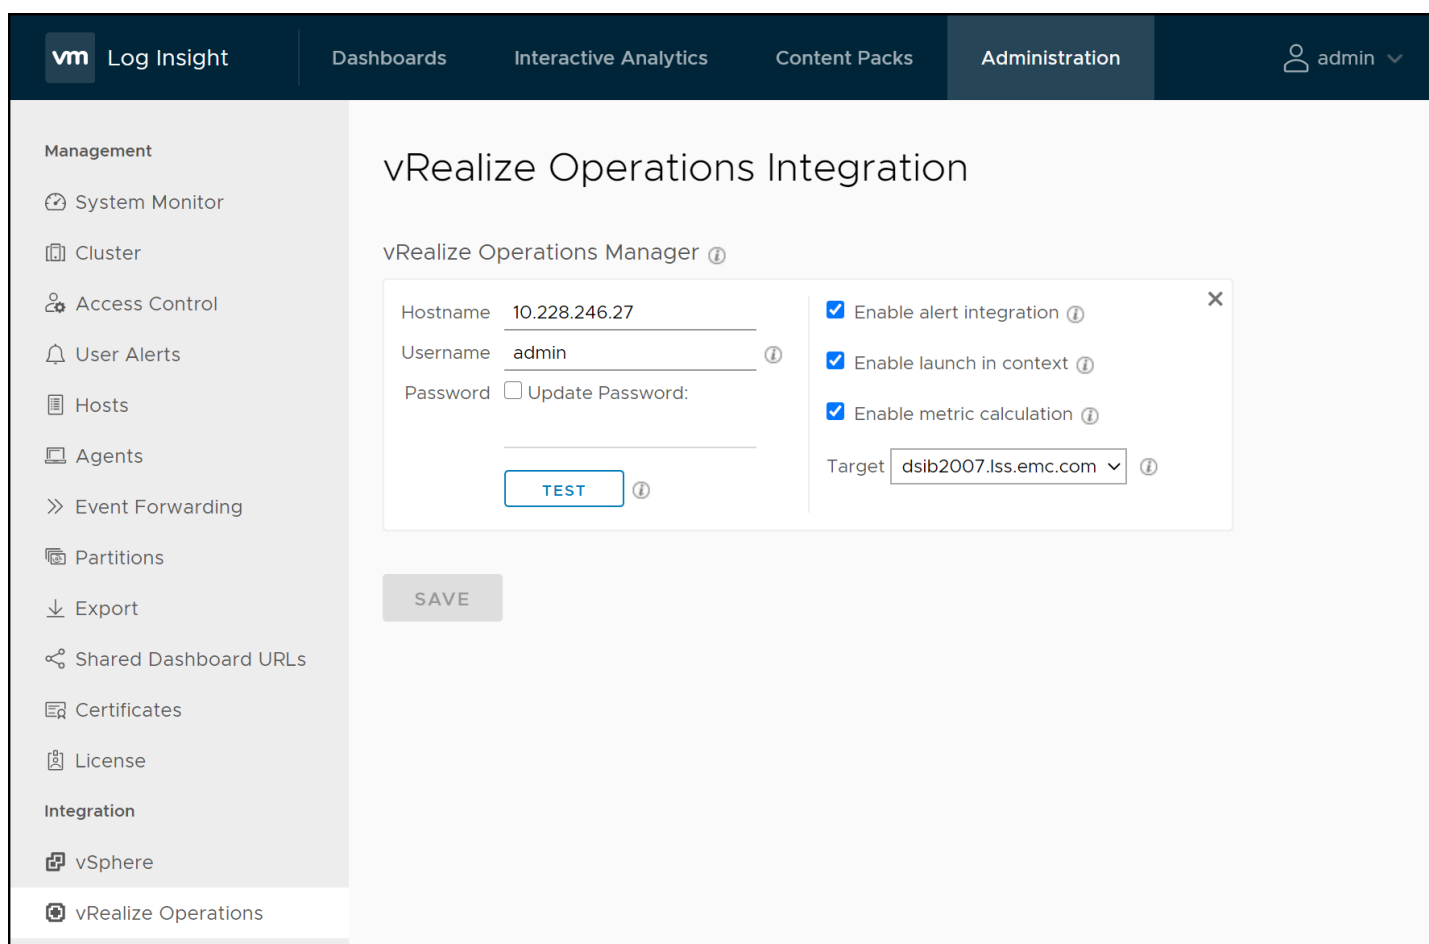 vm Log Insight Dashboards Interactive Analytics Content Packs Administration admin
Management
System Monitor
Cluster
Access Control
User Alerts
Hosts
Agents
Event Forwarding
Partitions
Export
Shared Dashboard URLs
Certificates
License
Integration
vSphere
vRealize Operations
vRealize Operations Integration
vRealize Operations Manager
Hostname 10.228.246.27
Username admin
Password Update Password:
TEST
Enable alert integration
Enable launch in context
Enable metric calculation
Target dsib2007.lss.emc.com
SAVE